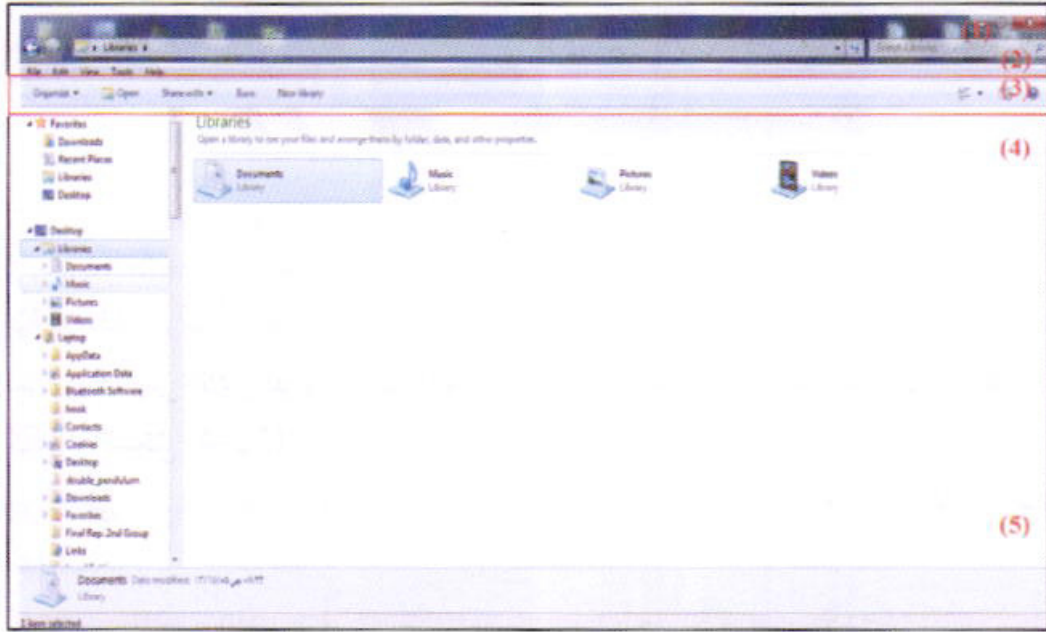 (1)
Libraries
Search Libraries
(2)
File Edit View Tools Help
Organize Open Share with Burn New library
(3)
Favorites
Downloads
Recent Places
Libraries
Desktop
Desktop
Libraries
Documents
Music
Pictures
Videos
Laptop
AppData
Application Data
Bluetooth Software
book
Contacts
Cookies
Desktop
double_pendulum
Downloads
Favorites
Final Rep. 2nd Group
Links
Libraries
Open a library to see your files and arrange them by folder, date, and other properties.
(4)
Documents
Library
Music
Library
Pictures
Library
Videos
Library
(5)
Documents Date modified:
Library
1 item selected